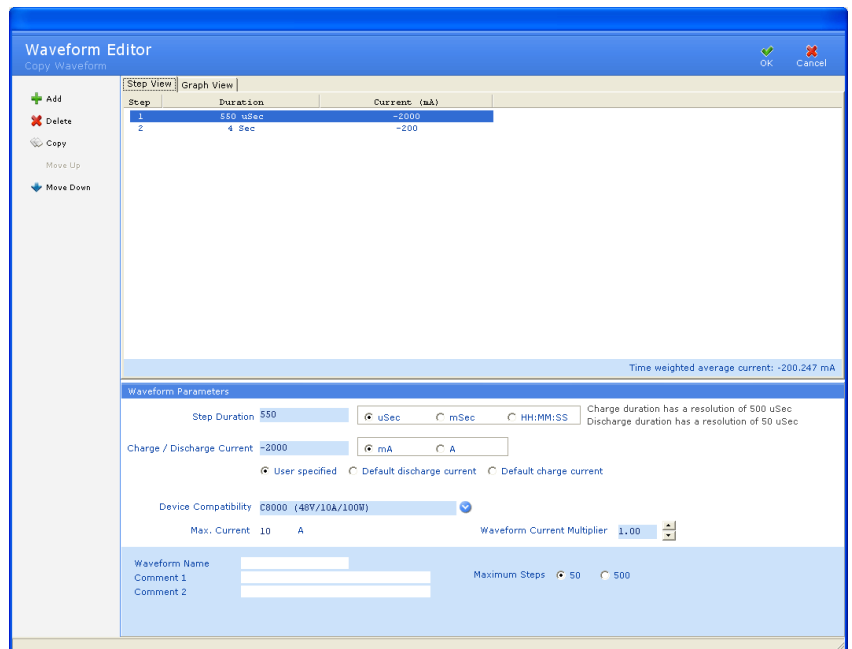 Waveform Editor
Copy Waveform
OK Cancel
Add
Delete
Copy
Move Up
Move Down
Step View Graph View
Step Duration Current (mA)
1 550 uSec -2000
2 4 Sec -200
Time weighted average current: -200.247 mA
Waveform Parameters
Step Duration 550 uSec mSec HH:MM:SS
Charge duration has a resolution of 500 uSec
Discharge duration has a resolution of 50 uSec
Charge / Discharge Current -2000 mA A
User specified Default discharge current Default charge current
Device Compatibility C8000 (48V/10A/100W)
Max. Current 10 A Waveform Current Multiplier 1.00
Waveform Name
Comment 1
Comment 2
Maximum Steps 50 500